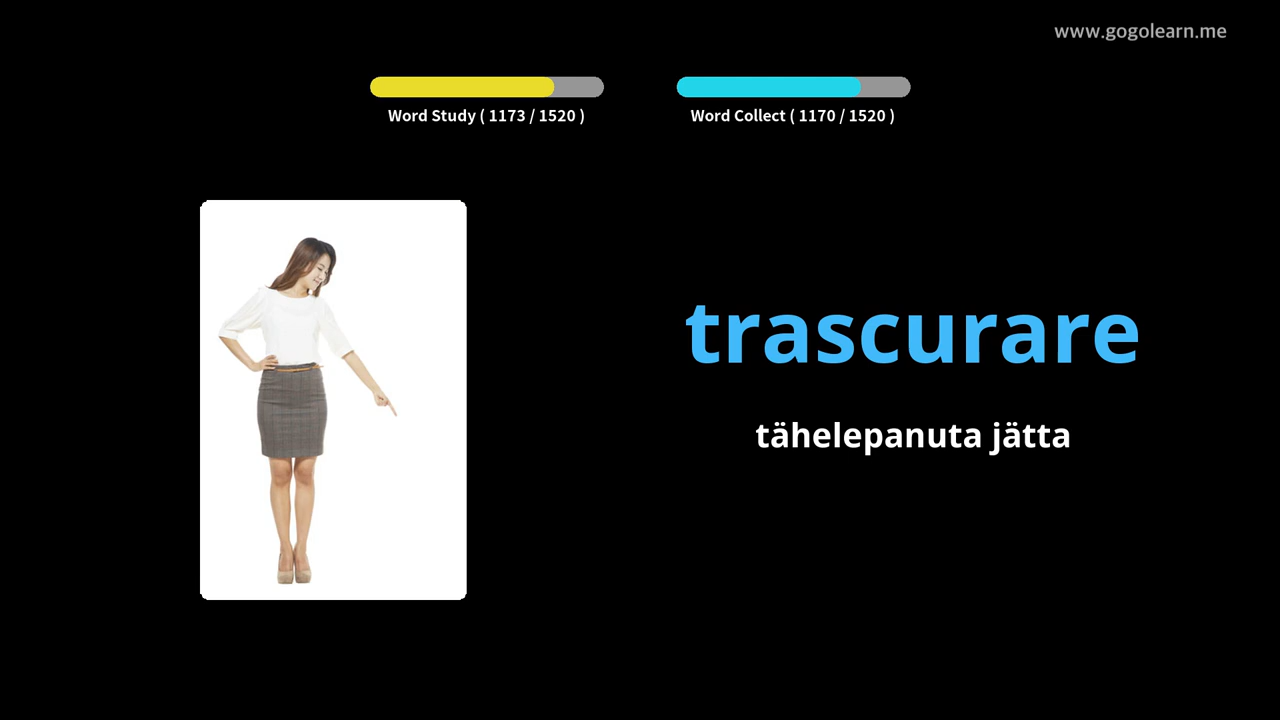 www.gogolearn.me
Word Study ( 1173 / 1520 )
Word Collect ( 1170 / 1520 )
trascurare
tähelepanuta jätta